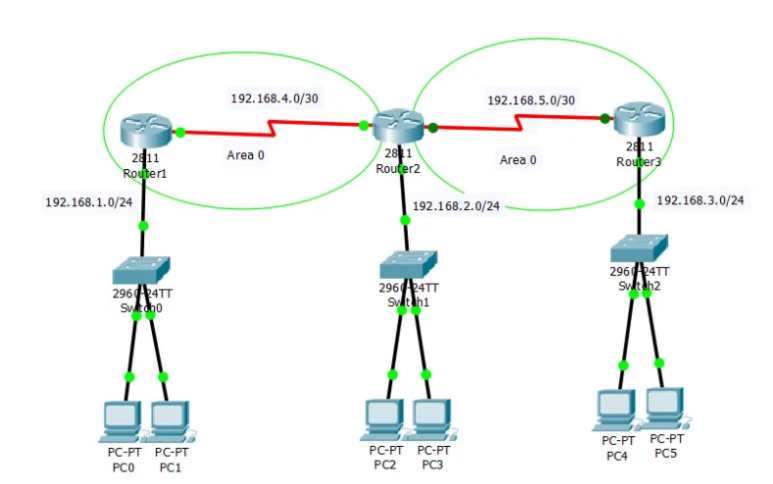 192.168.4.0/30
192.168.5.0/30
2811
Router1
Area 0
2811
Router2
Area 0
2811
Router3
192.168.1.0/24
192.168.2.0/24
192.168.3.0/24
2960-24TT
Switch0
2960-24TT
Switch1
2960-24TT
Switch2
PC-PT
PC0
PC-PT
PC1
PC-PT
PC2
PC-PT
PC3
PC-PT
PC4
PC-PT
PC5